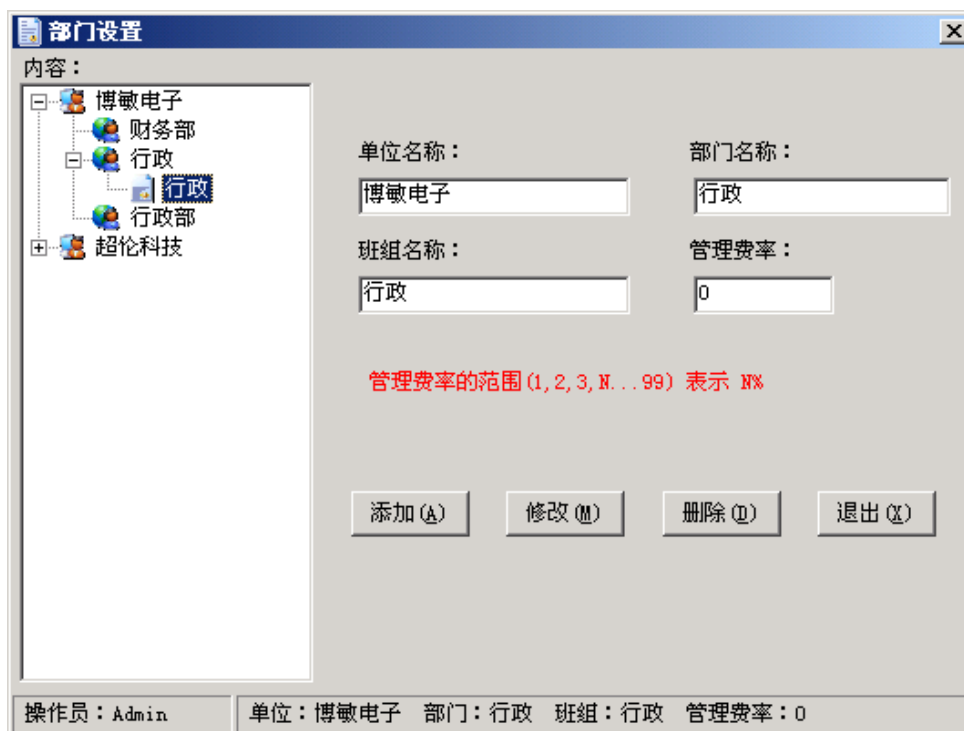 部门设置
内容：
博敏电子
财务部
行政
行政
行政部
超伦科技
单位名称： 部门名称：
博敏电子 行政
班组名称： 管理费率：
行政 0
管理费率的范围(1,2,3,N...99) 表示 N%
添加(A) 修改(M) 删除(D) 退出(X)
操作员：Admin 单位：博敏电子 部门：行政 班组：行政 管理费率：0